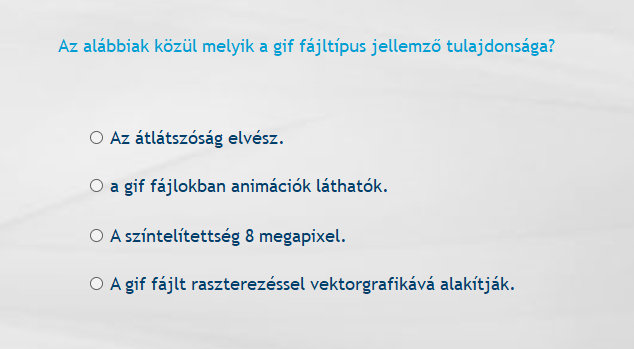 Az alábbiak közül melyik a gif fájltípus jellemző tulajdonsága?
Az átlátszóság elvész.
a gif fájlokban animációk láthatók.
A színtelítettség 8 megapixel.
A gif fájlt raszterezéssel vektorgrafikává alakítják.